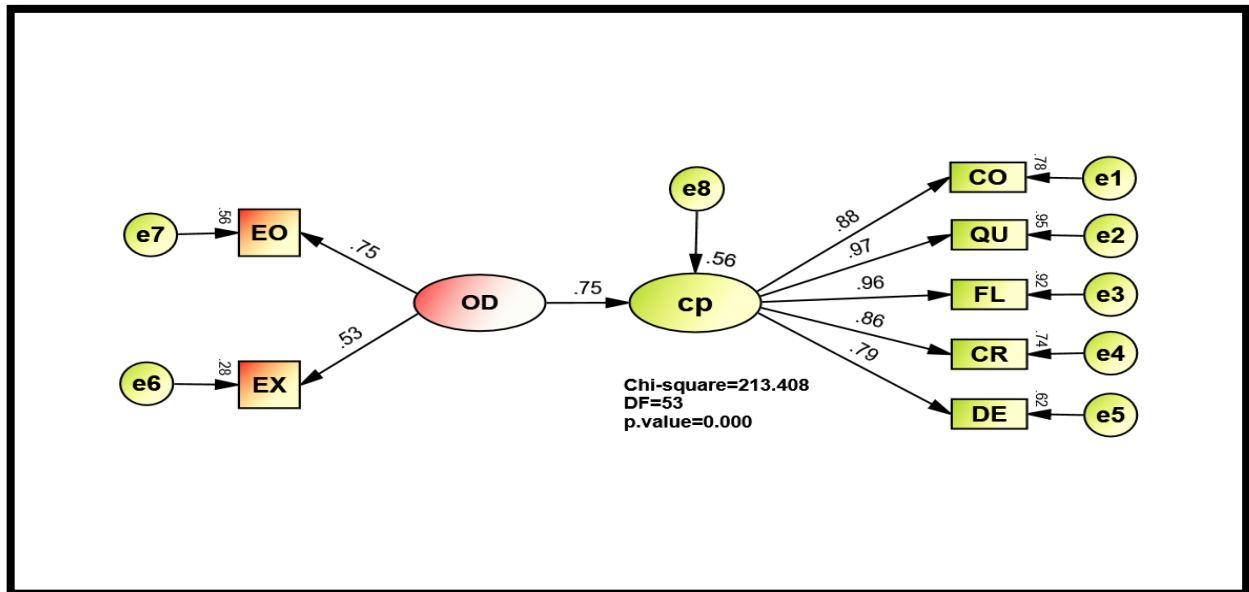 e7
.56
EO
.75
e6
.28
EX
.53
OD
.75
e8
.56
cp
.88
.97
.96
.86
.79
CO
.78
e1
QU
.95
e2
FL
.92
e3
CR
.74
e4
DE
.62
e5
Chi-square=213.408
DF=53
p.value=0.000